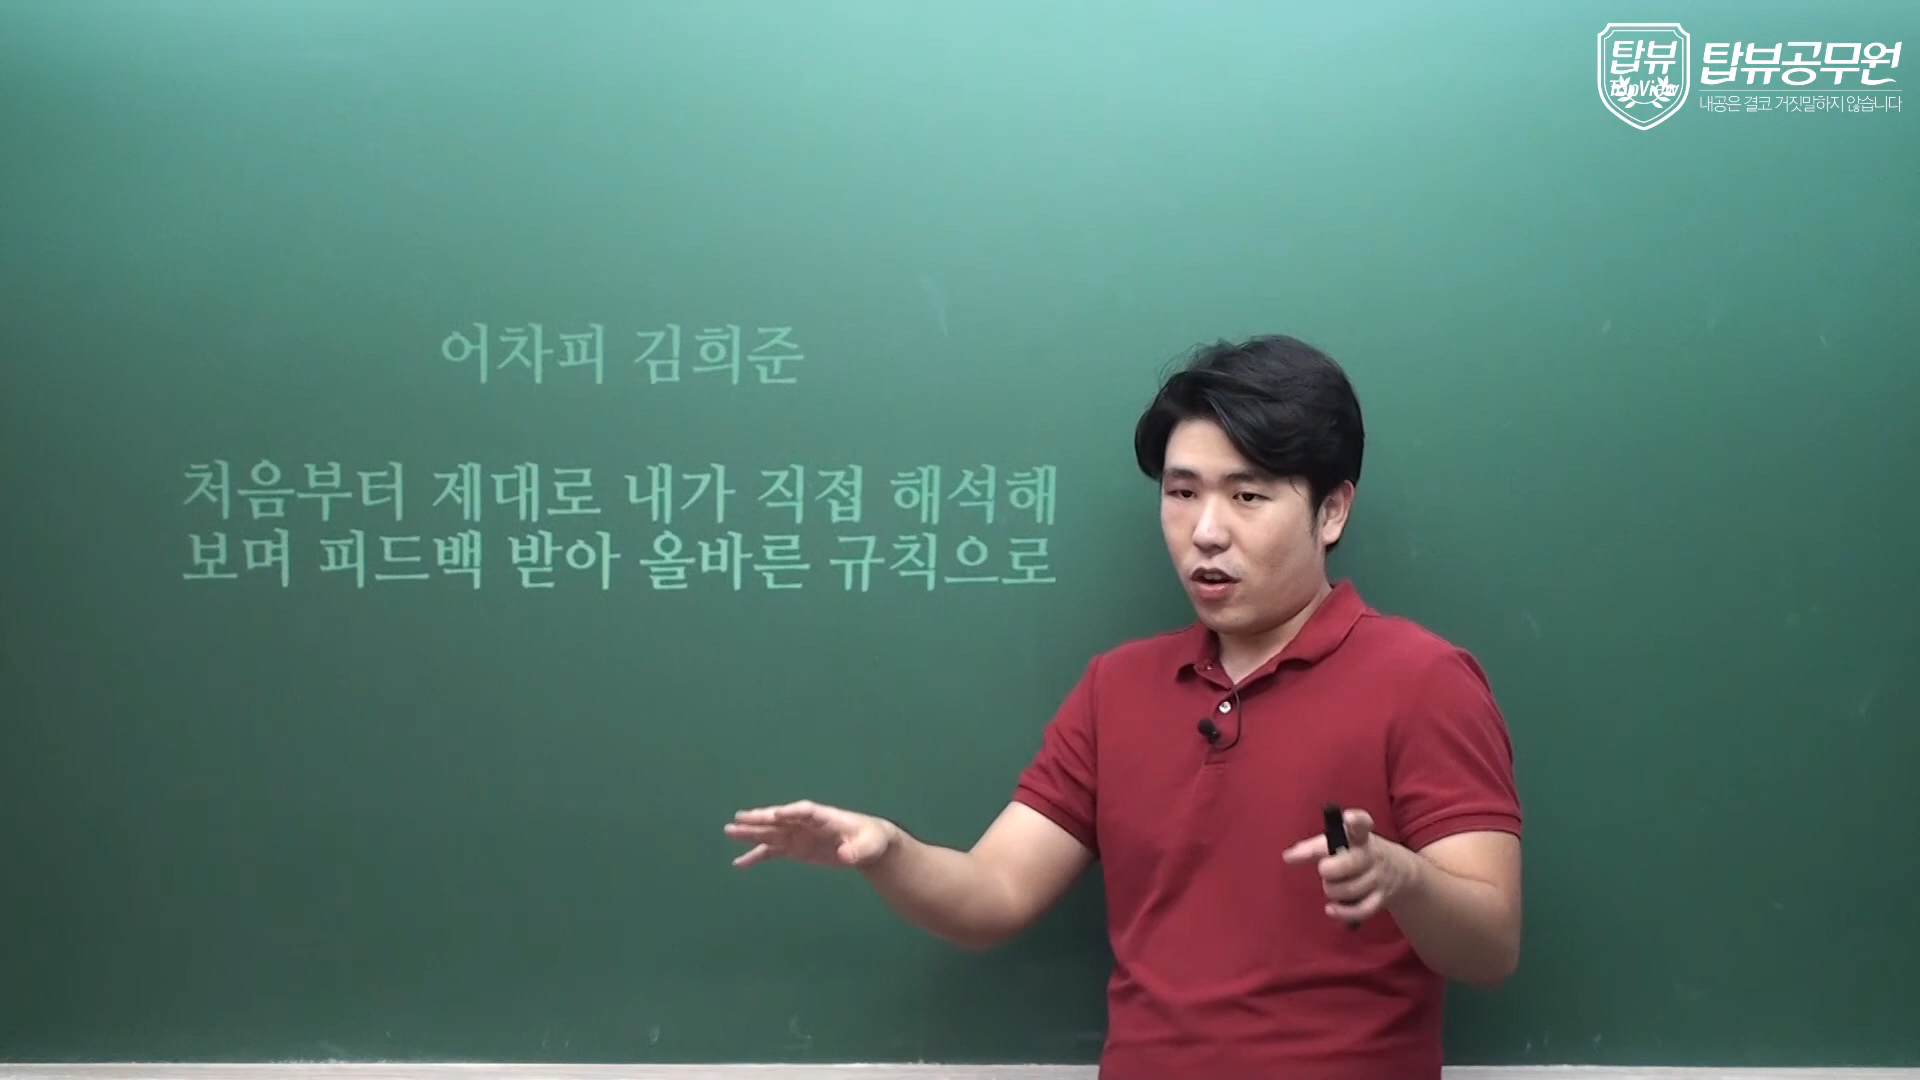 탑뷰
TopView
탑뷰공무원
내공은 결코 거짓말하지 않습니다
어차피 김희준
처음부터 제대로 내가 직접 해석해
보며 피드백 받아 올바른 규칙으로